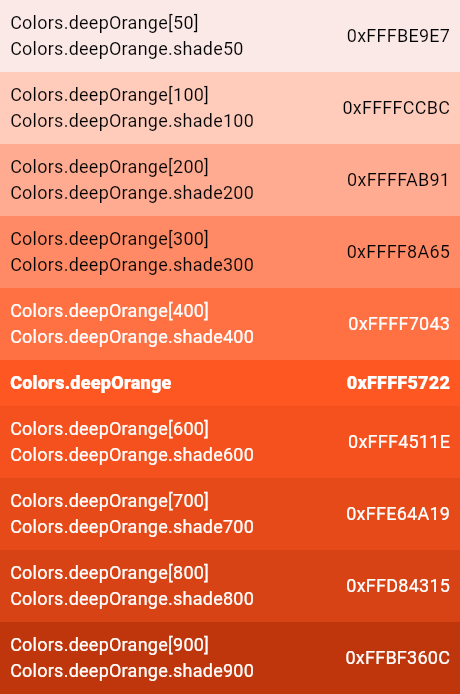 Colors.deepOrange[50]
Colors.deepOrange.shade50
0xFFFBE9E7
Colors.deepOrange[100]
Colors.deepOrange.shade100
0xFFFFCCBC
Colors.deepOrange[200]
Colors.deepOrange.shade200
0xFFFFAB91
Colors.deepOrange[300]
Colors.deepOrange.shade300
0xFFFF8A65
Colors.deepOrange[400]
Colors.deepOrange.shade400
0xFFFF7043
Colors.deepOrange
0xFFFF5722
Colors.deepOrange[600]
Colors.deepOrange.shade600
0xFFF4511E
Colors.deepOrange[700]
Colors.deepOrange.shade700
0xFFE64A19
Colors.deepOrange[800]
Colors.deepOrange.shade800
0xFFD84315
Colors.deepOrange[900]
Colors.deepOrange.shade900
0xFFBF360C